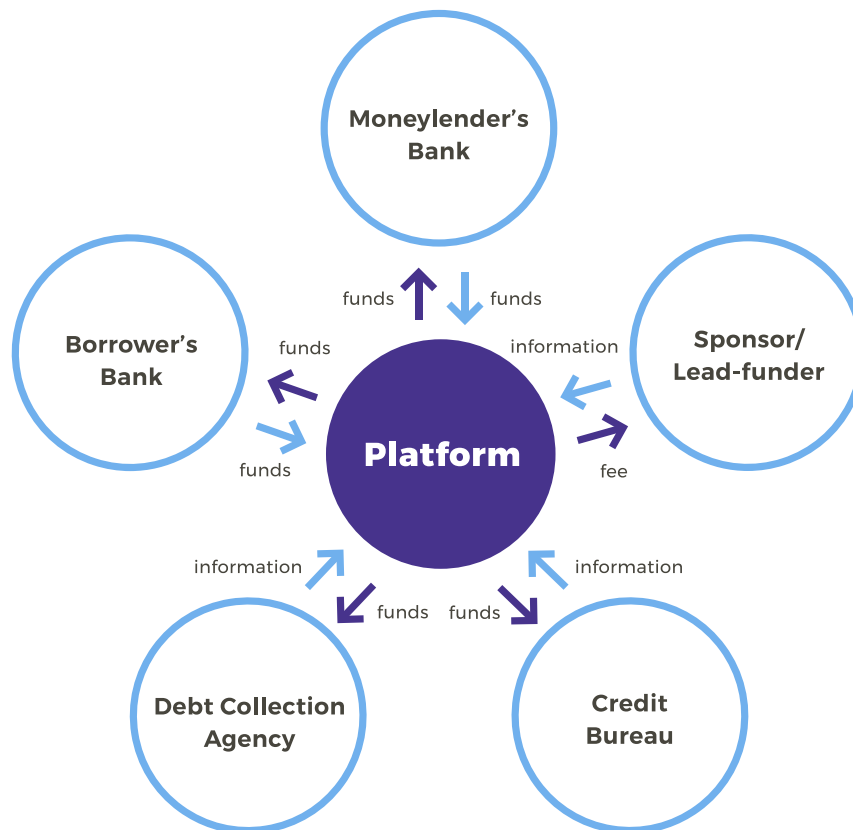 Moneylender’s
Bank
funds
funds
Borrower’s
Bank
funds
funds
information
Sponsor/
Lead-funder
fee
Platform
information
funds
funds
information
Debt Collection
Agency
Credit
Bureau